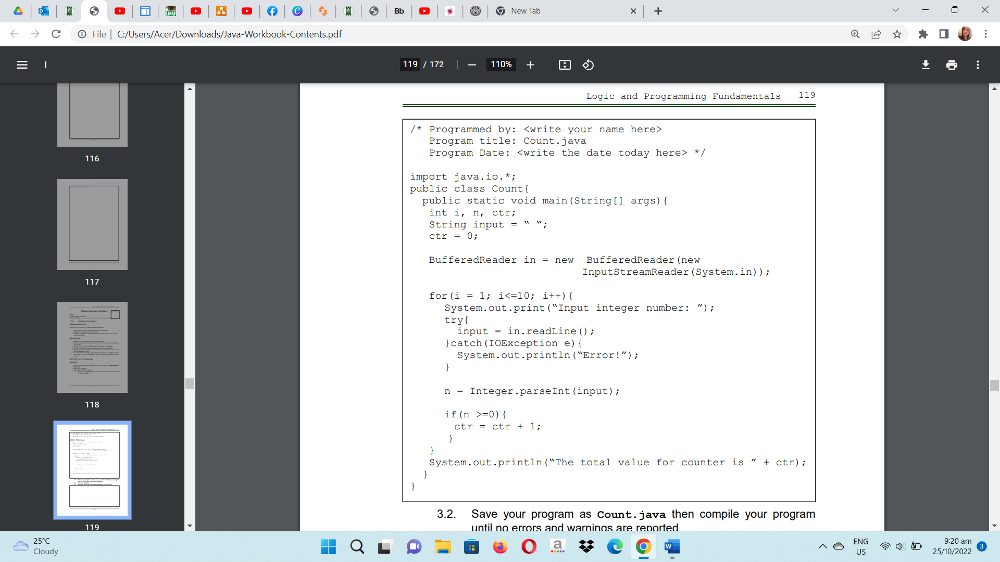 Bb
New Tab
File
C:/Users/Acer/Downloads/Java-Workbook-Contents.pdf
I
119 / 172
110%
116
117
118
119
Logic and Programming Fundamentals 119
/* Programmed by: <write your name here>
Program title: Count.java
Program Date: <write the date today here> */
import java.io.*;
public class Count{
public static void main(String[] args){
int i, n, ctr;
String input = “ “;
ctr = 0;
BufferedReader in = new BufferedReader(new
InputStreamReader(System.in));
for(i = 1; i<=10; i++){
System.out.print(“Input integer number: ”);
try{
input = in.readLine();
}catch(IOException e){
System.out.println(“Error!”);
}
n = Integer.parseInt(input);
if(n >=0){
ctr = ctr + 1;
}
}
System.out.println(“The total value for counter is ” + ctr);
}
}
3.2. Save your program as Count.java then compile your program
until no errors and warnings are reported
25°C
Cloudy
ENG
US
9:20 am
25/10/2022
3